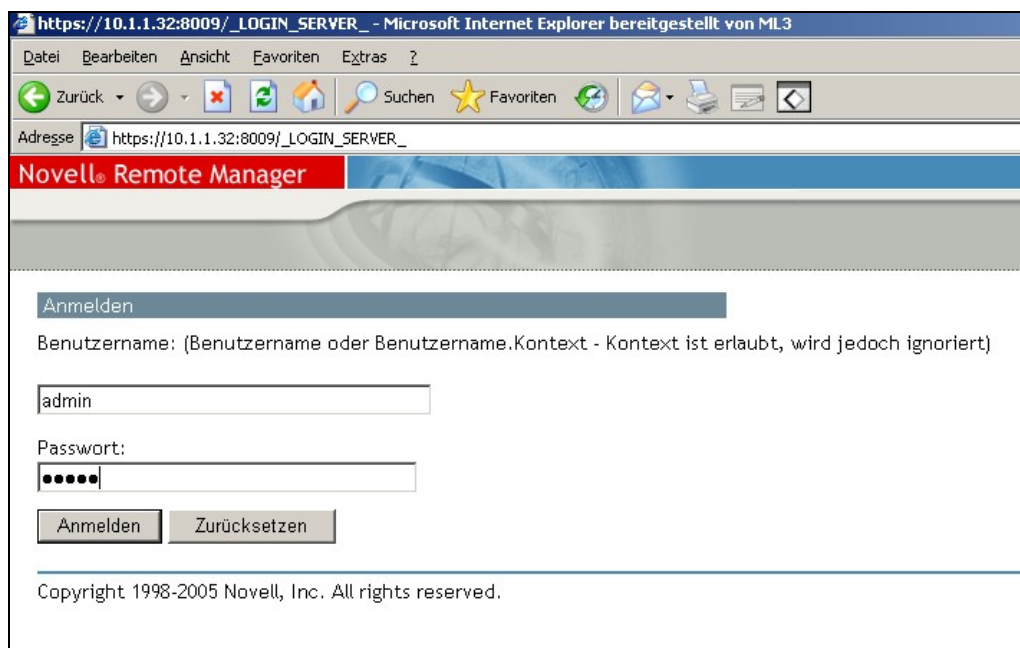 https://10.1.1.32:8009/_LOGIN_SERVER_ - Microsoft Internet Explorer bereitgestellt von ML3
Datei Bearbeiten Ansicht Favoriten Extras ?
Zurück Suchen Favoriten
Adresse https://10.1.1.32:8009/_LOGIN_SERVER_
Novell® Remote Manager
Anmelden
Benutzername: (Benutzername oder Benutzername.Kontext - Kontext ist erlaubt, wird jedoch ignoriert)
admin
Passwort:
•••••
Anmelden Zurücksetzen
Copyright 1998-2005 Novell, Inc. All rights reserved.